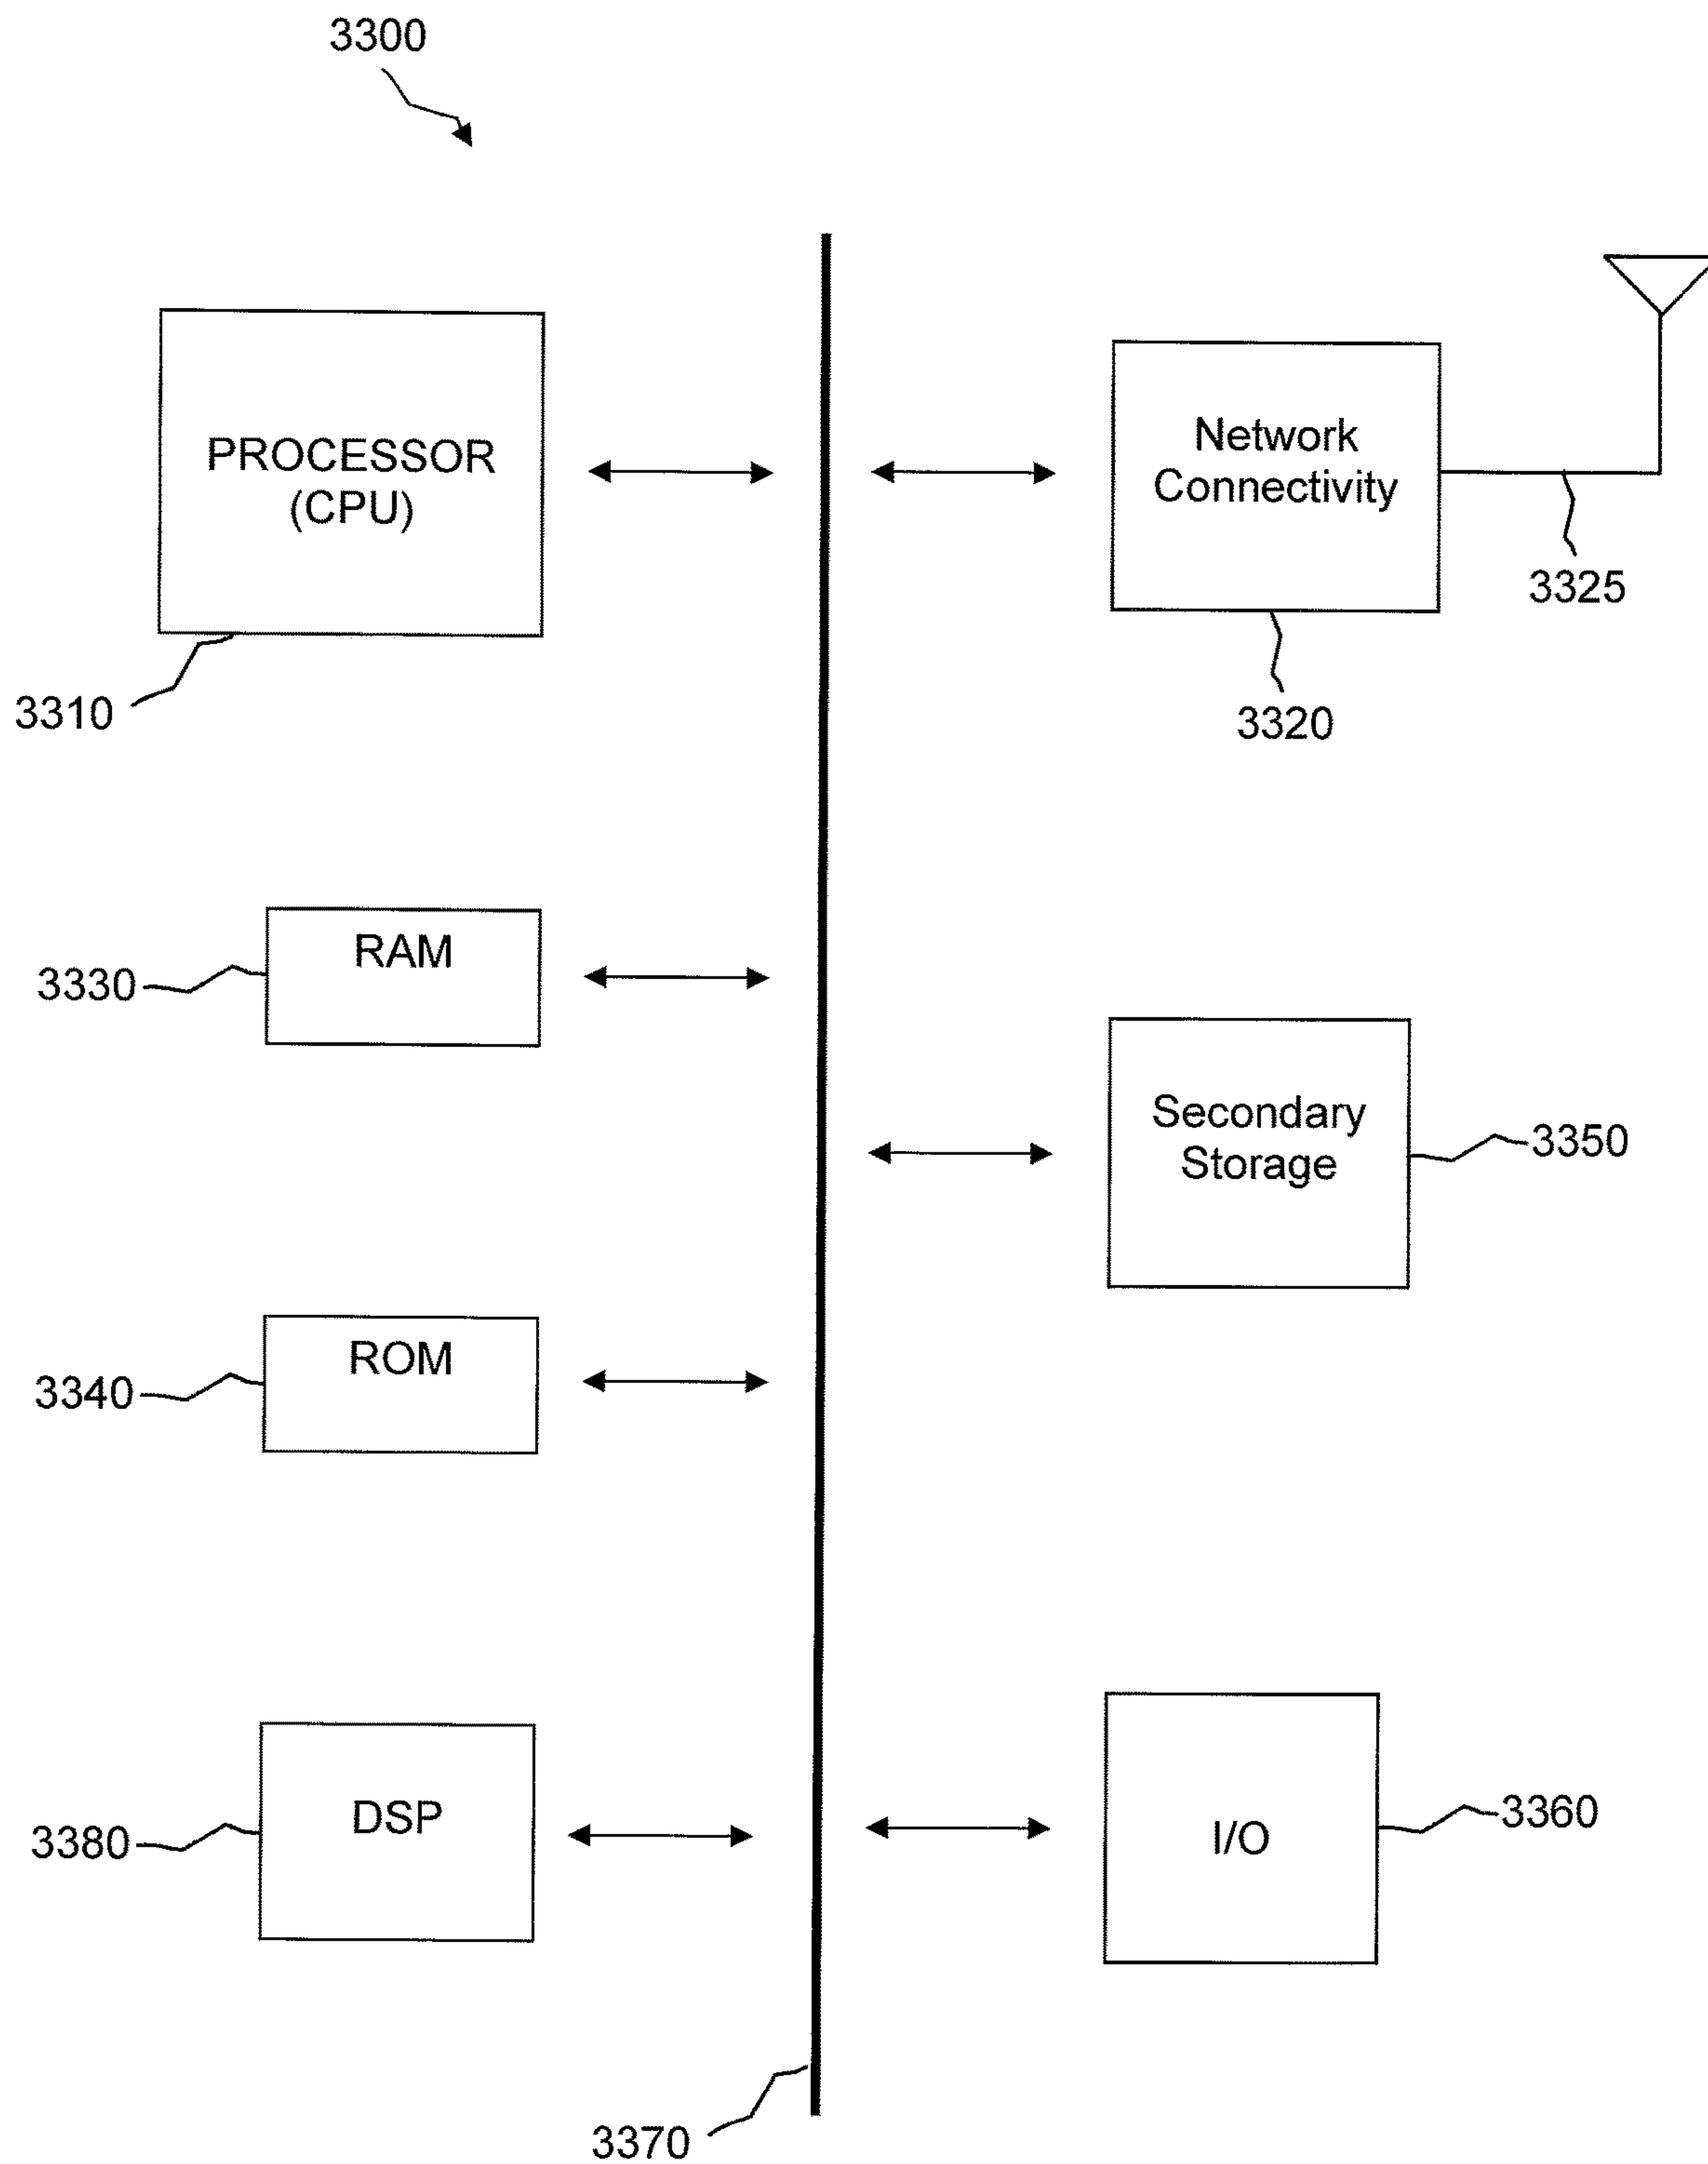 3300
PROCESSOR
(CPU)
3310
Network
Connectivity
3325
3320
RAM
3330
Secondary
Storage
3350
ROM
3340
DSP
3380
I/O
3360
3370